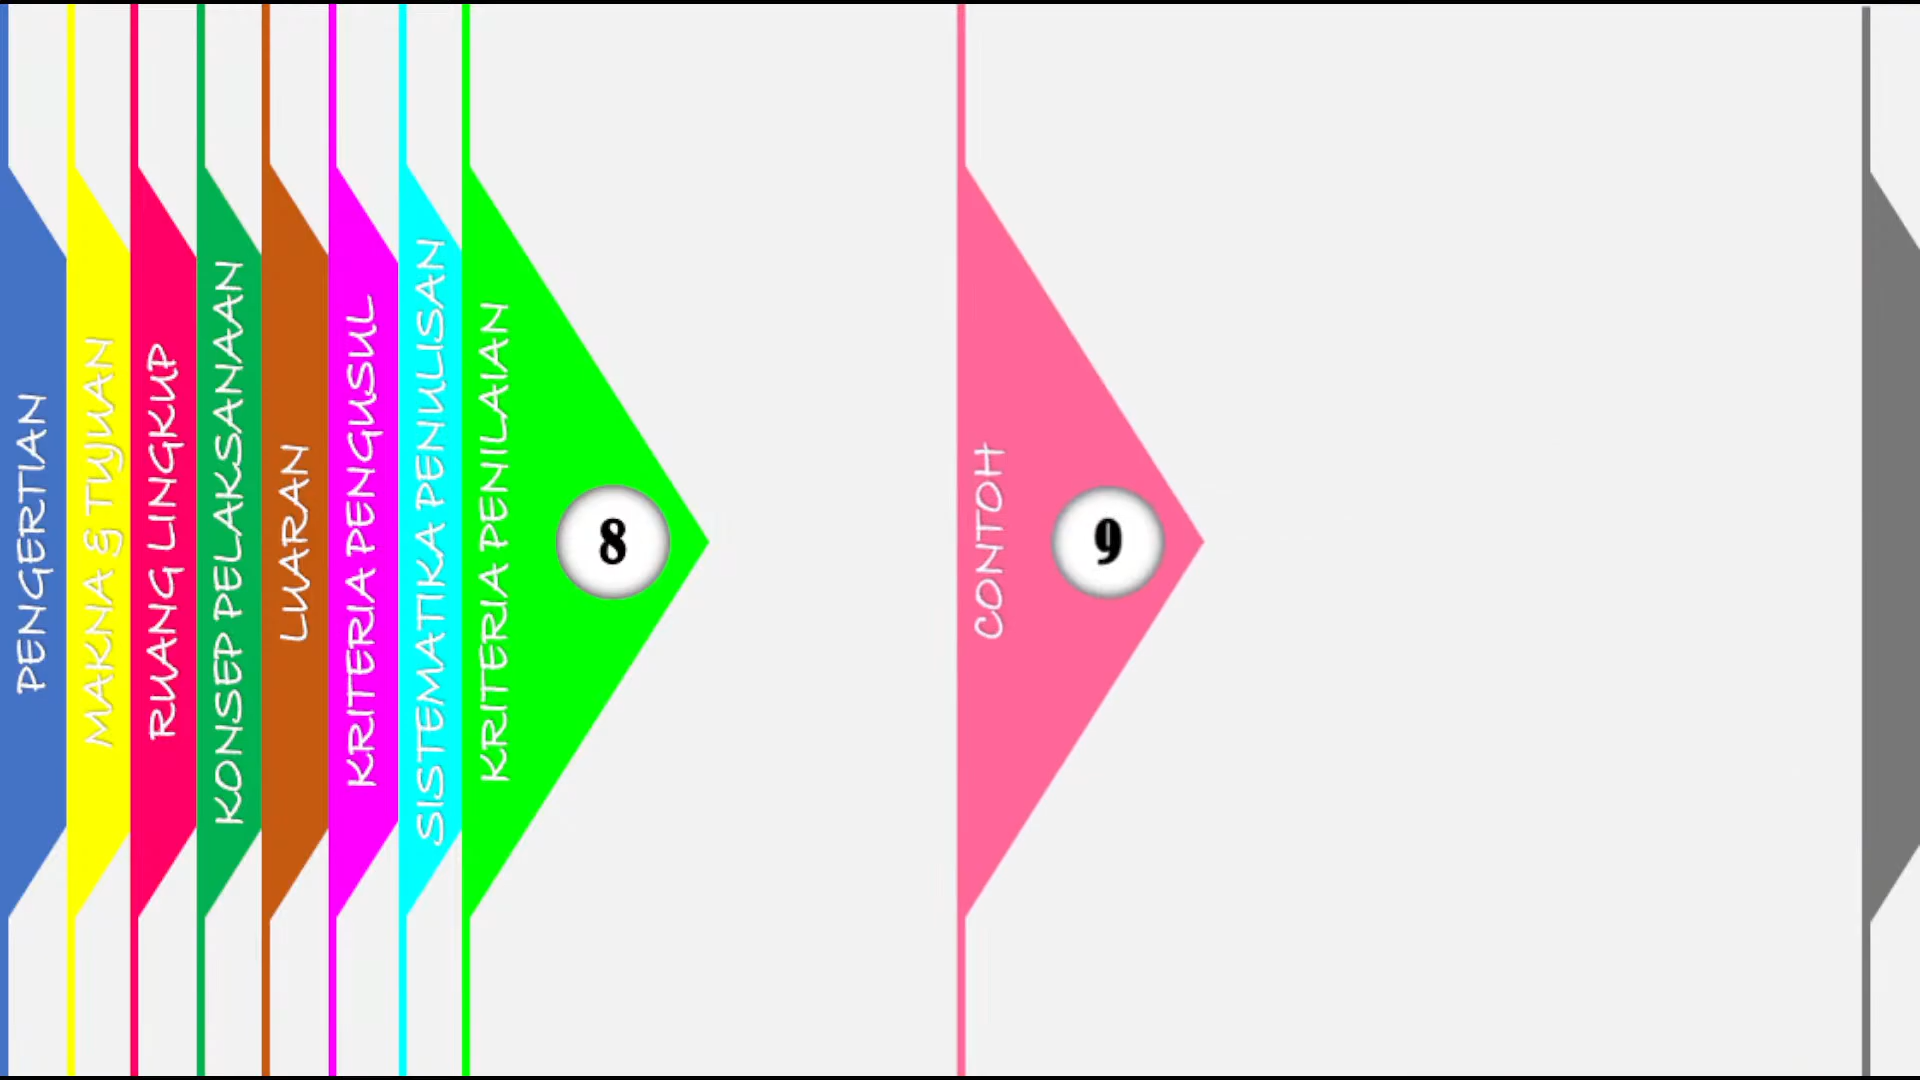 PENGERTIAN
MAKNA & TUJUAN
RUANG LINGKUP
KONSEP PELAKSANAAN
LUARAN
KRITERIA PENGUSUL
SISTEMATIKA PENULISAN
KRITERIA PENILAIAN
8
CONTOH
9